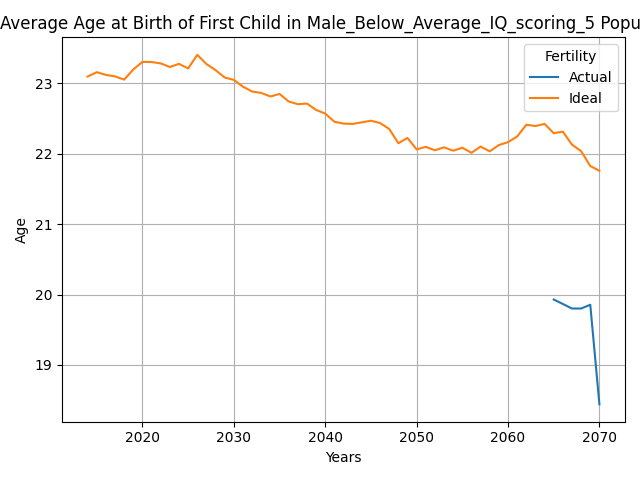 Average Age at Birth of First Child in Male_Below_Average_IQ_scoring_5 Popu
Fertility
Actual
Ideal
23
22
21
20
19
Age
2020 2030 2040 2050 2060 2070
Years